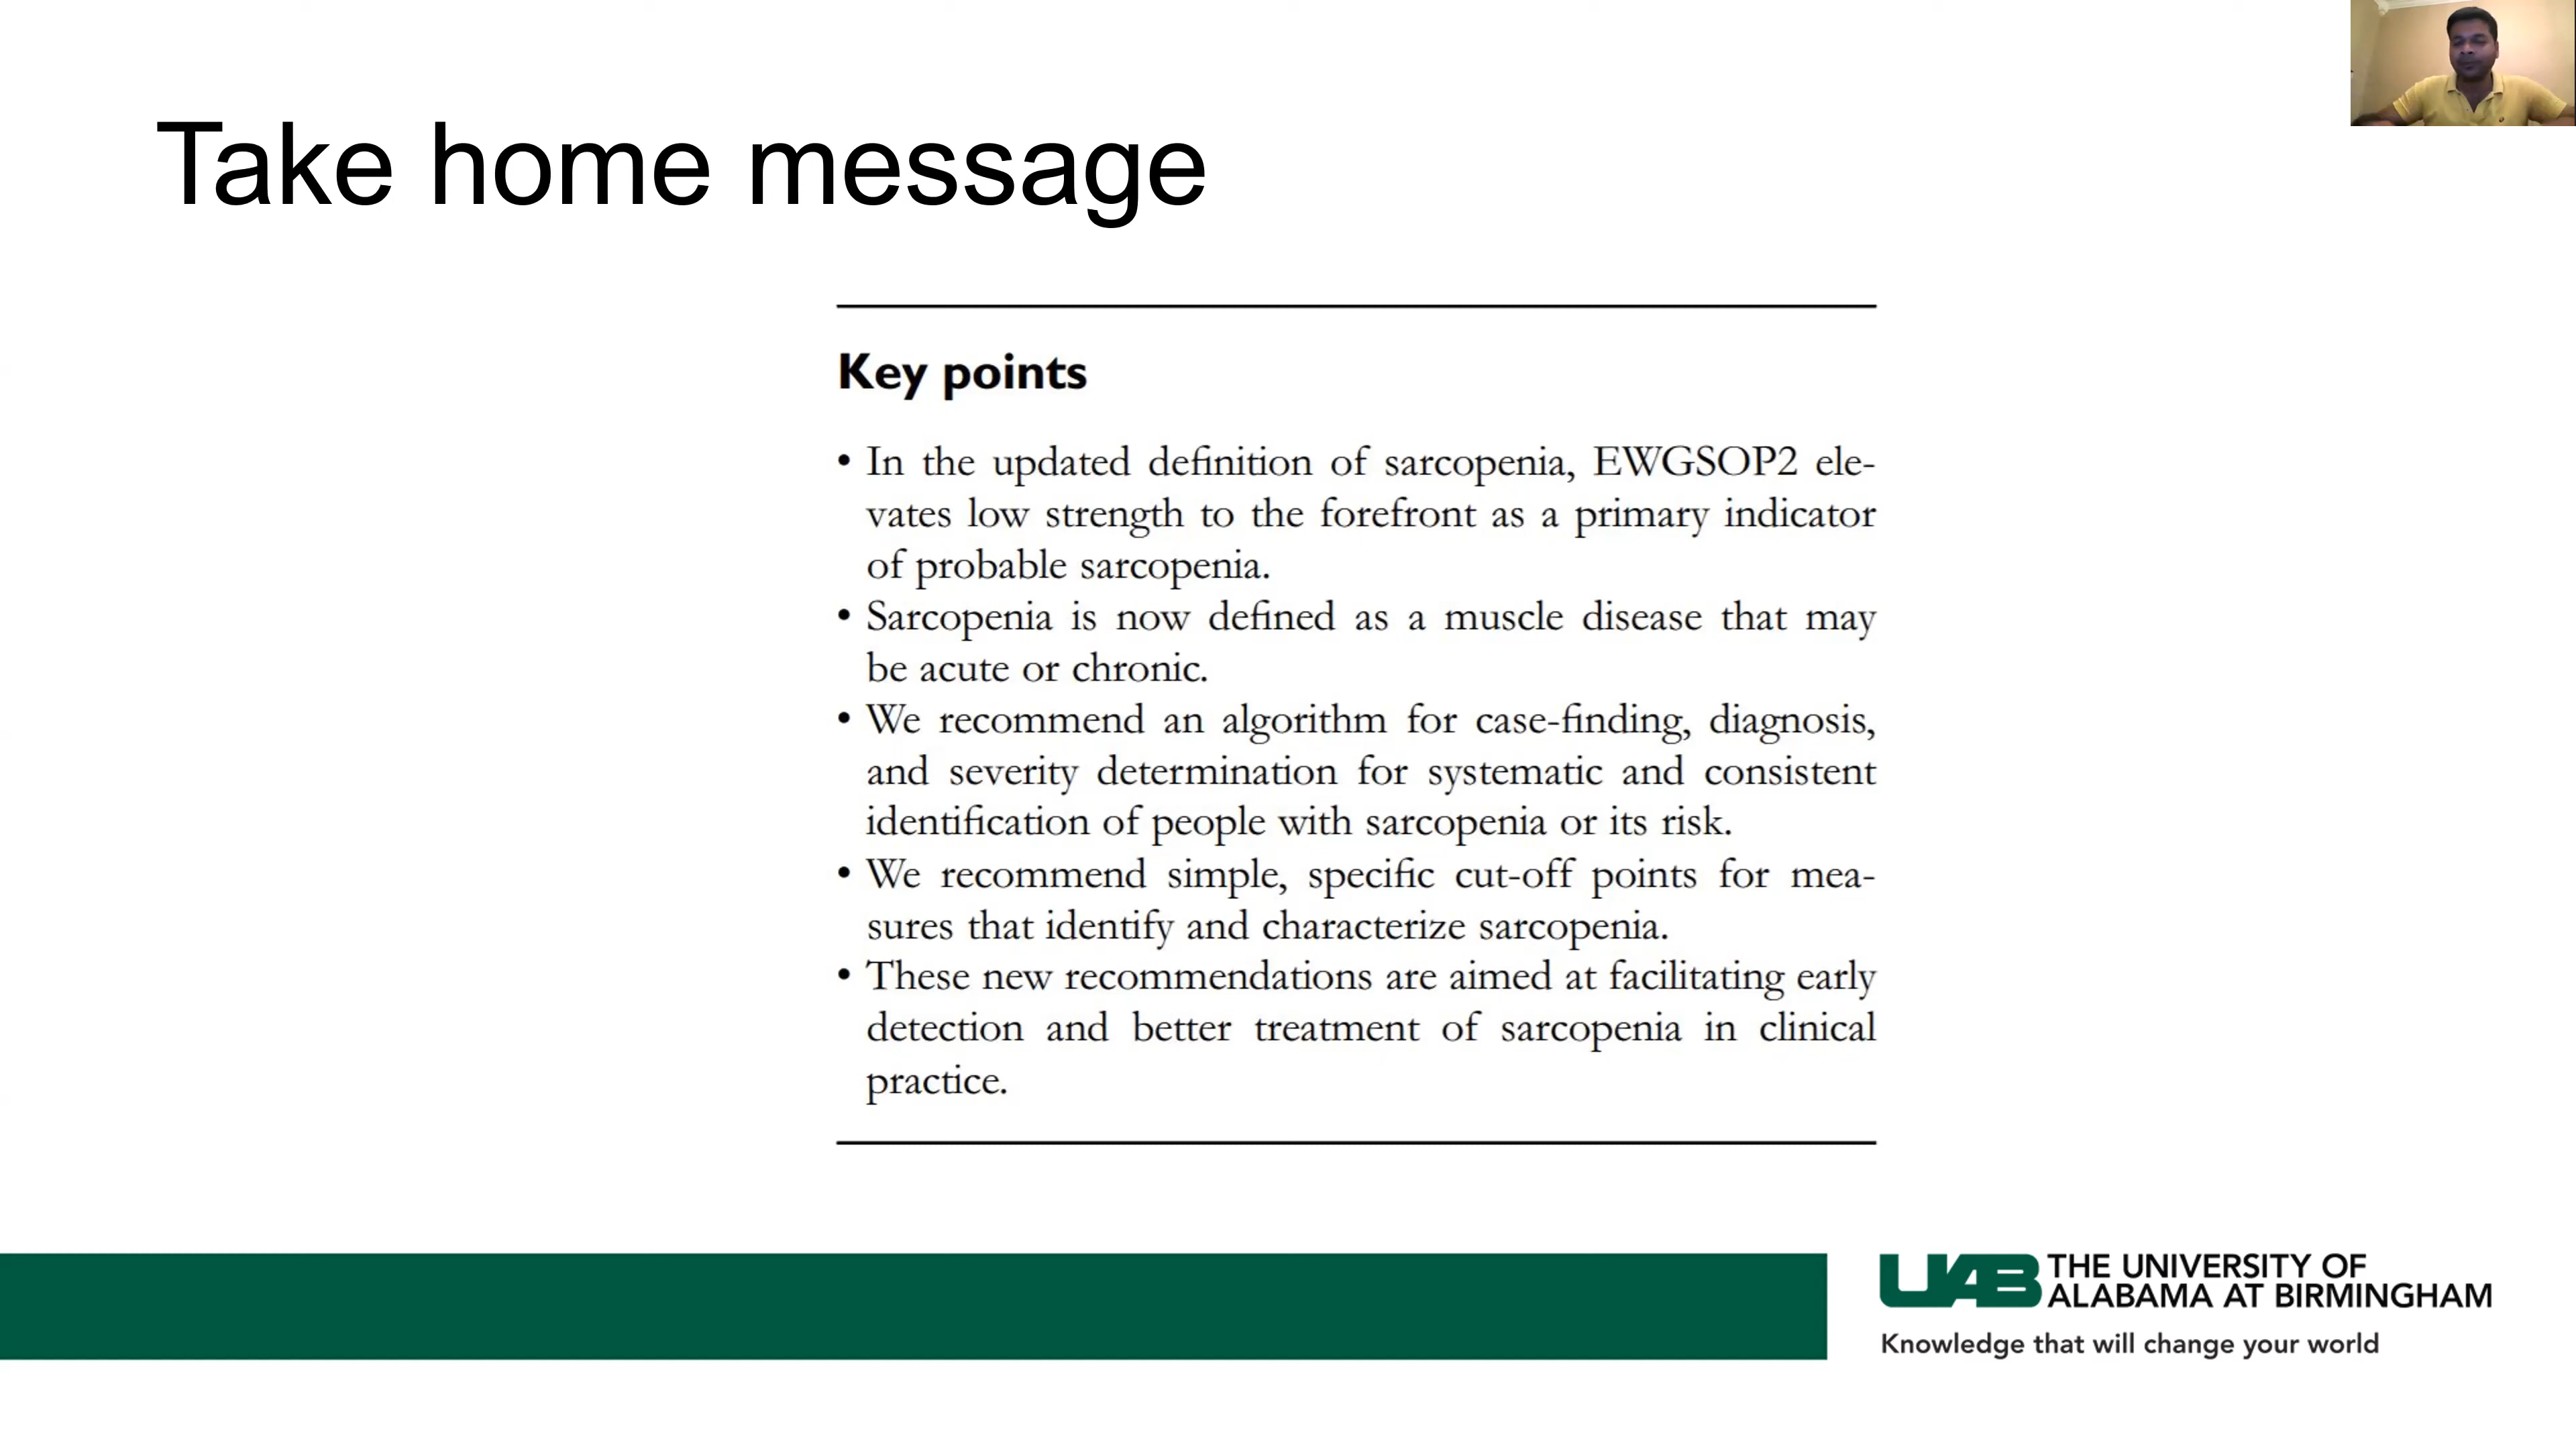 Take home message
Key points
• In the updated definition of sarcopenia, EWGSOP2 ele-
vates low strength to the forefront as a primary indicator
of probable sarcopenia.
• Sarcopenia is now defined as a muscle disease that may
be acute or chronic.
• We recommend an algorithm for case-finding, diagnosis,
and severity determination for systematic and consistent
identification of people with sarcopenia or its risk.
• We recommend simple, specific cut-off points for mea-
sures that identify and characterize sarcopenia.
• These new recommendations are aimed at facilitating early
detection and better treatment of sarcopenia in clinical
practice.
UAB THE UNIVERSITY OF
ALABAMA AT BIRMINGHAM
Knowledge that will change your world